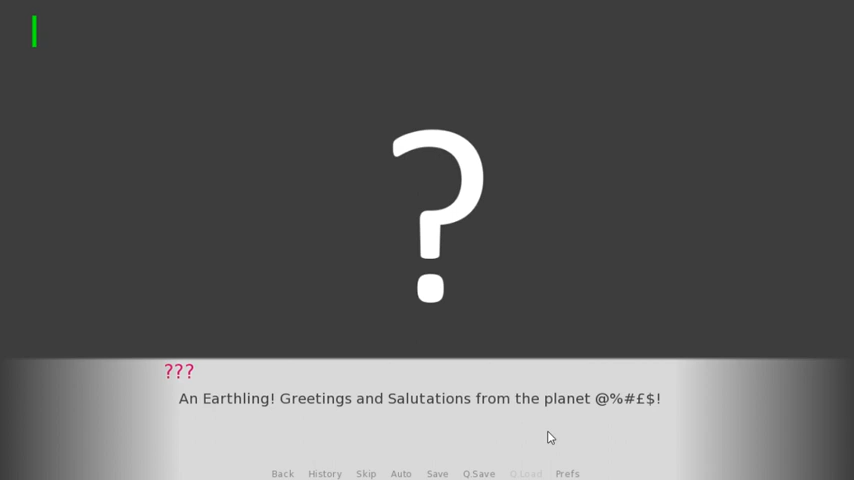 ?
???
An Earthling! Greetings and Salutations from the planet @%#£$!
Back History Skip Auto Save Q.Save Q.Load Prefs